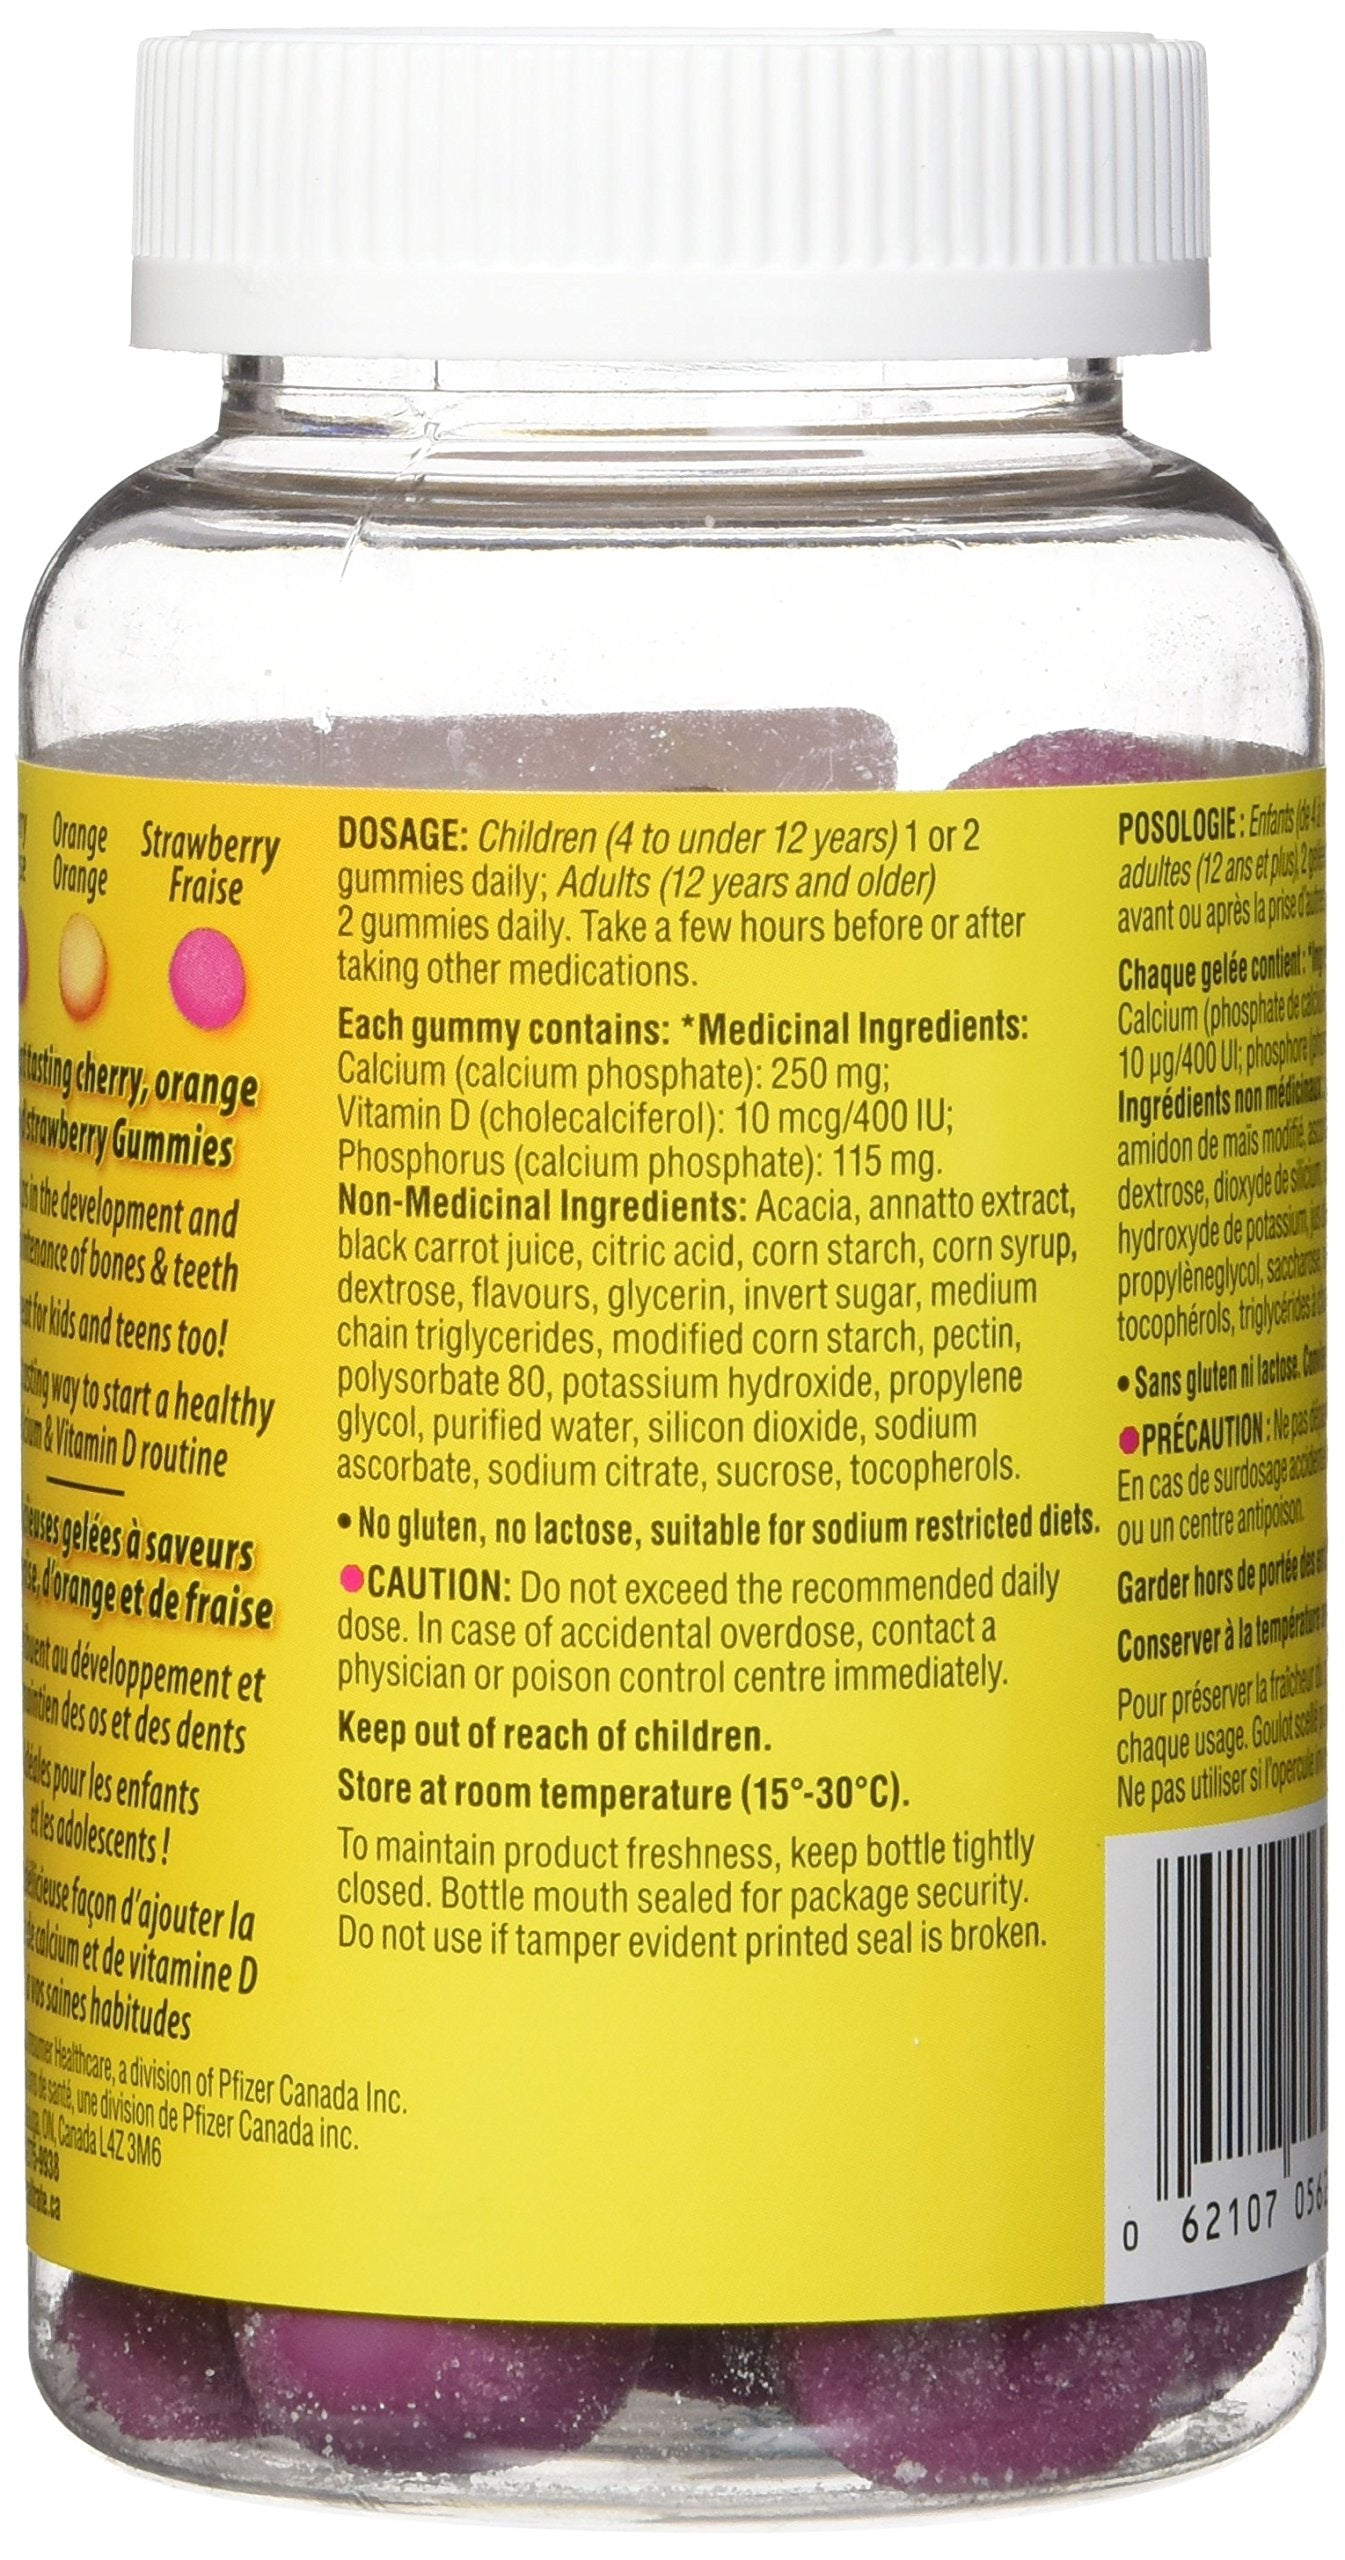 Orange
Orange
Strawberry
Fraise
tasting cherry, orange
strawberry Gummies
in the development and
of bones & teeth
for kids and teens too!
way to start a healthy
& Vitamin D routine
gelées à saveurs
d'orange et de fraise
au développement et
des os et des dents
pour les enfants
et les adolescents !
façon d'ajouter la
calcium et de vitamine D
à vos saines habitudes
Healthcare, a division of Pfizer Canada Inc.
de santé, une division de Pfizer Canada inc.
ON, Canada L4Z 3M6
DOSAGE: Children (4 to under 12 years) 1 or 2
gummies daily; Adults (12 years and older)
2 gummies daily. Take a few hours before or after
taking other medications.
Each gummy contains: *Medicinal Ingredients:
Calcium (calcium phosphate): 250 mg;
Vitamin D (cholecalciferol): 10 mcg/400 IU;
Phosphorus (calcium phosphate): 115 mg.
Non-Medicinal Ingredients: Acacia, annatto extract,
black carrot juice, citric acid, corn starch, corn syrup,
dextrose, flavours, glycerin, invert sugar, medium
chain triglycerides, modified corn starch, pectin,
polysorbate 80, potassium hydroxide, propylene
glycol, purified water, silicon dioxide, sodium
ascorbate, sodium citrate, sucrose, tocopherols.
• No gluten, no lactose, suitable for sodium restricted diets.
CAUTION: Do not exceed the recommended daily
dose. In case of accidental overdose, contact a
physician or poison control centre immediately.
Keep out of reach of children.
Store at room temperature (15°-30°C).
To maintain product freshness, keep bottle tightly
closed. Bottle mouth sealed for package security.
Do not use if tamper evident printed seal is broken.
POSOLOGIE : Enfants (de 4 à
adultes (12 ans et plus), 2
avant ou après la prise d'autres
Chaque gelée contient :
Calcium (phosphate de calcium
10 µg/400 UI; phosphore
Ingrédients non médicinaux
amidon de maïs modifié,
dextrose, dioxyde de silicium,
hydroxyde de potassium,
propylèneglycol, saccharose,
tocophérols, triglycérides à
• Sans gluten ni lactose.
PRÉCAUTION : Ne pas
En cas de surdosage
ou un centre antipoison.
Garder hors de portée des
Conserver à la température
Pour préserver la fraîcheur
chaque usage. Goulot scellé
Ne pas utiliser si l'opercule
0 62107 056